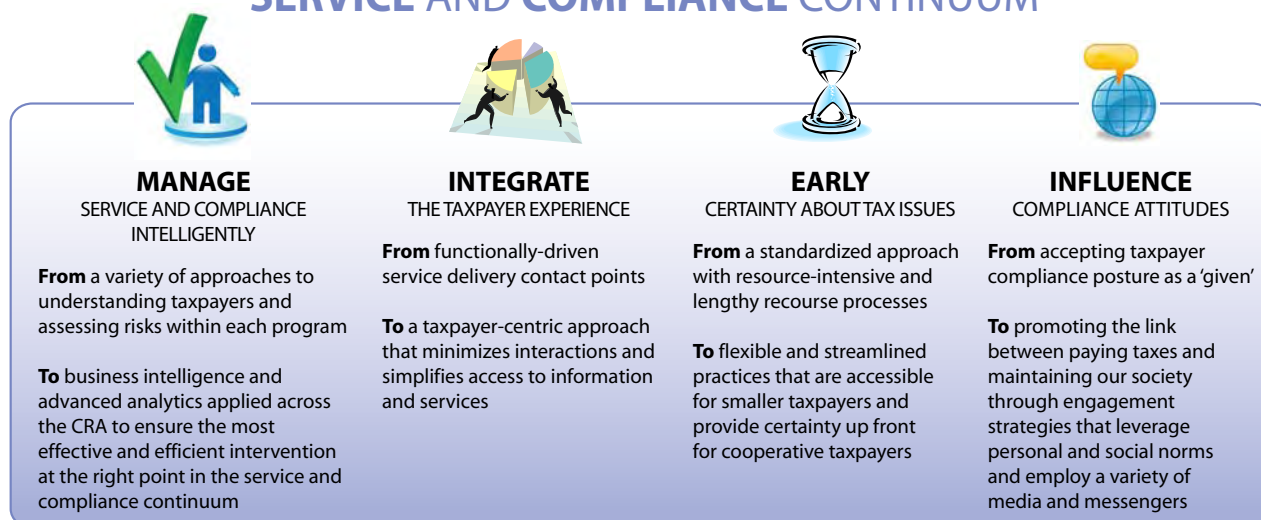 SERVICE AND COMPLIANCE CONTINUUM
MANAGE
SERVICE AND COMPLIANCE
INTELLIGENTLY
From a variety of approaches to
understanding taxpayers and
assessing risks within each program
To business intelligence and
advanced analytics applied across
the CRA to ensure the most
effective and efficient intervention
at the right point in the service and
compliance continuum
INTEGRATE
THE TAXPAYER EXPERIENCE
From functionally-driven
service delivery contact points
To a taxpayer-centric approach
that minimizes interactions and
simplifies access to information
and services
EARLY
CERTAINTY ABOUT TAX ISSUES
From a standardized approach
with resource-intensive and
lengthy recourse processes
To flexible and streamlined
practices that are accessible
for smaller taxpayers and
provide certainty up front
for cooperative taxpayers
INFLUENCE
COMPLIANCE ATTITUDES
From accepting taxpayer
compliance posture as a ‘given’
To promoting the link
between paying taxes and
maintaining our society
through engagement
strategies that leverage
personal and social norms
and employ a variety of
media and messengers